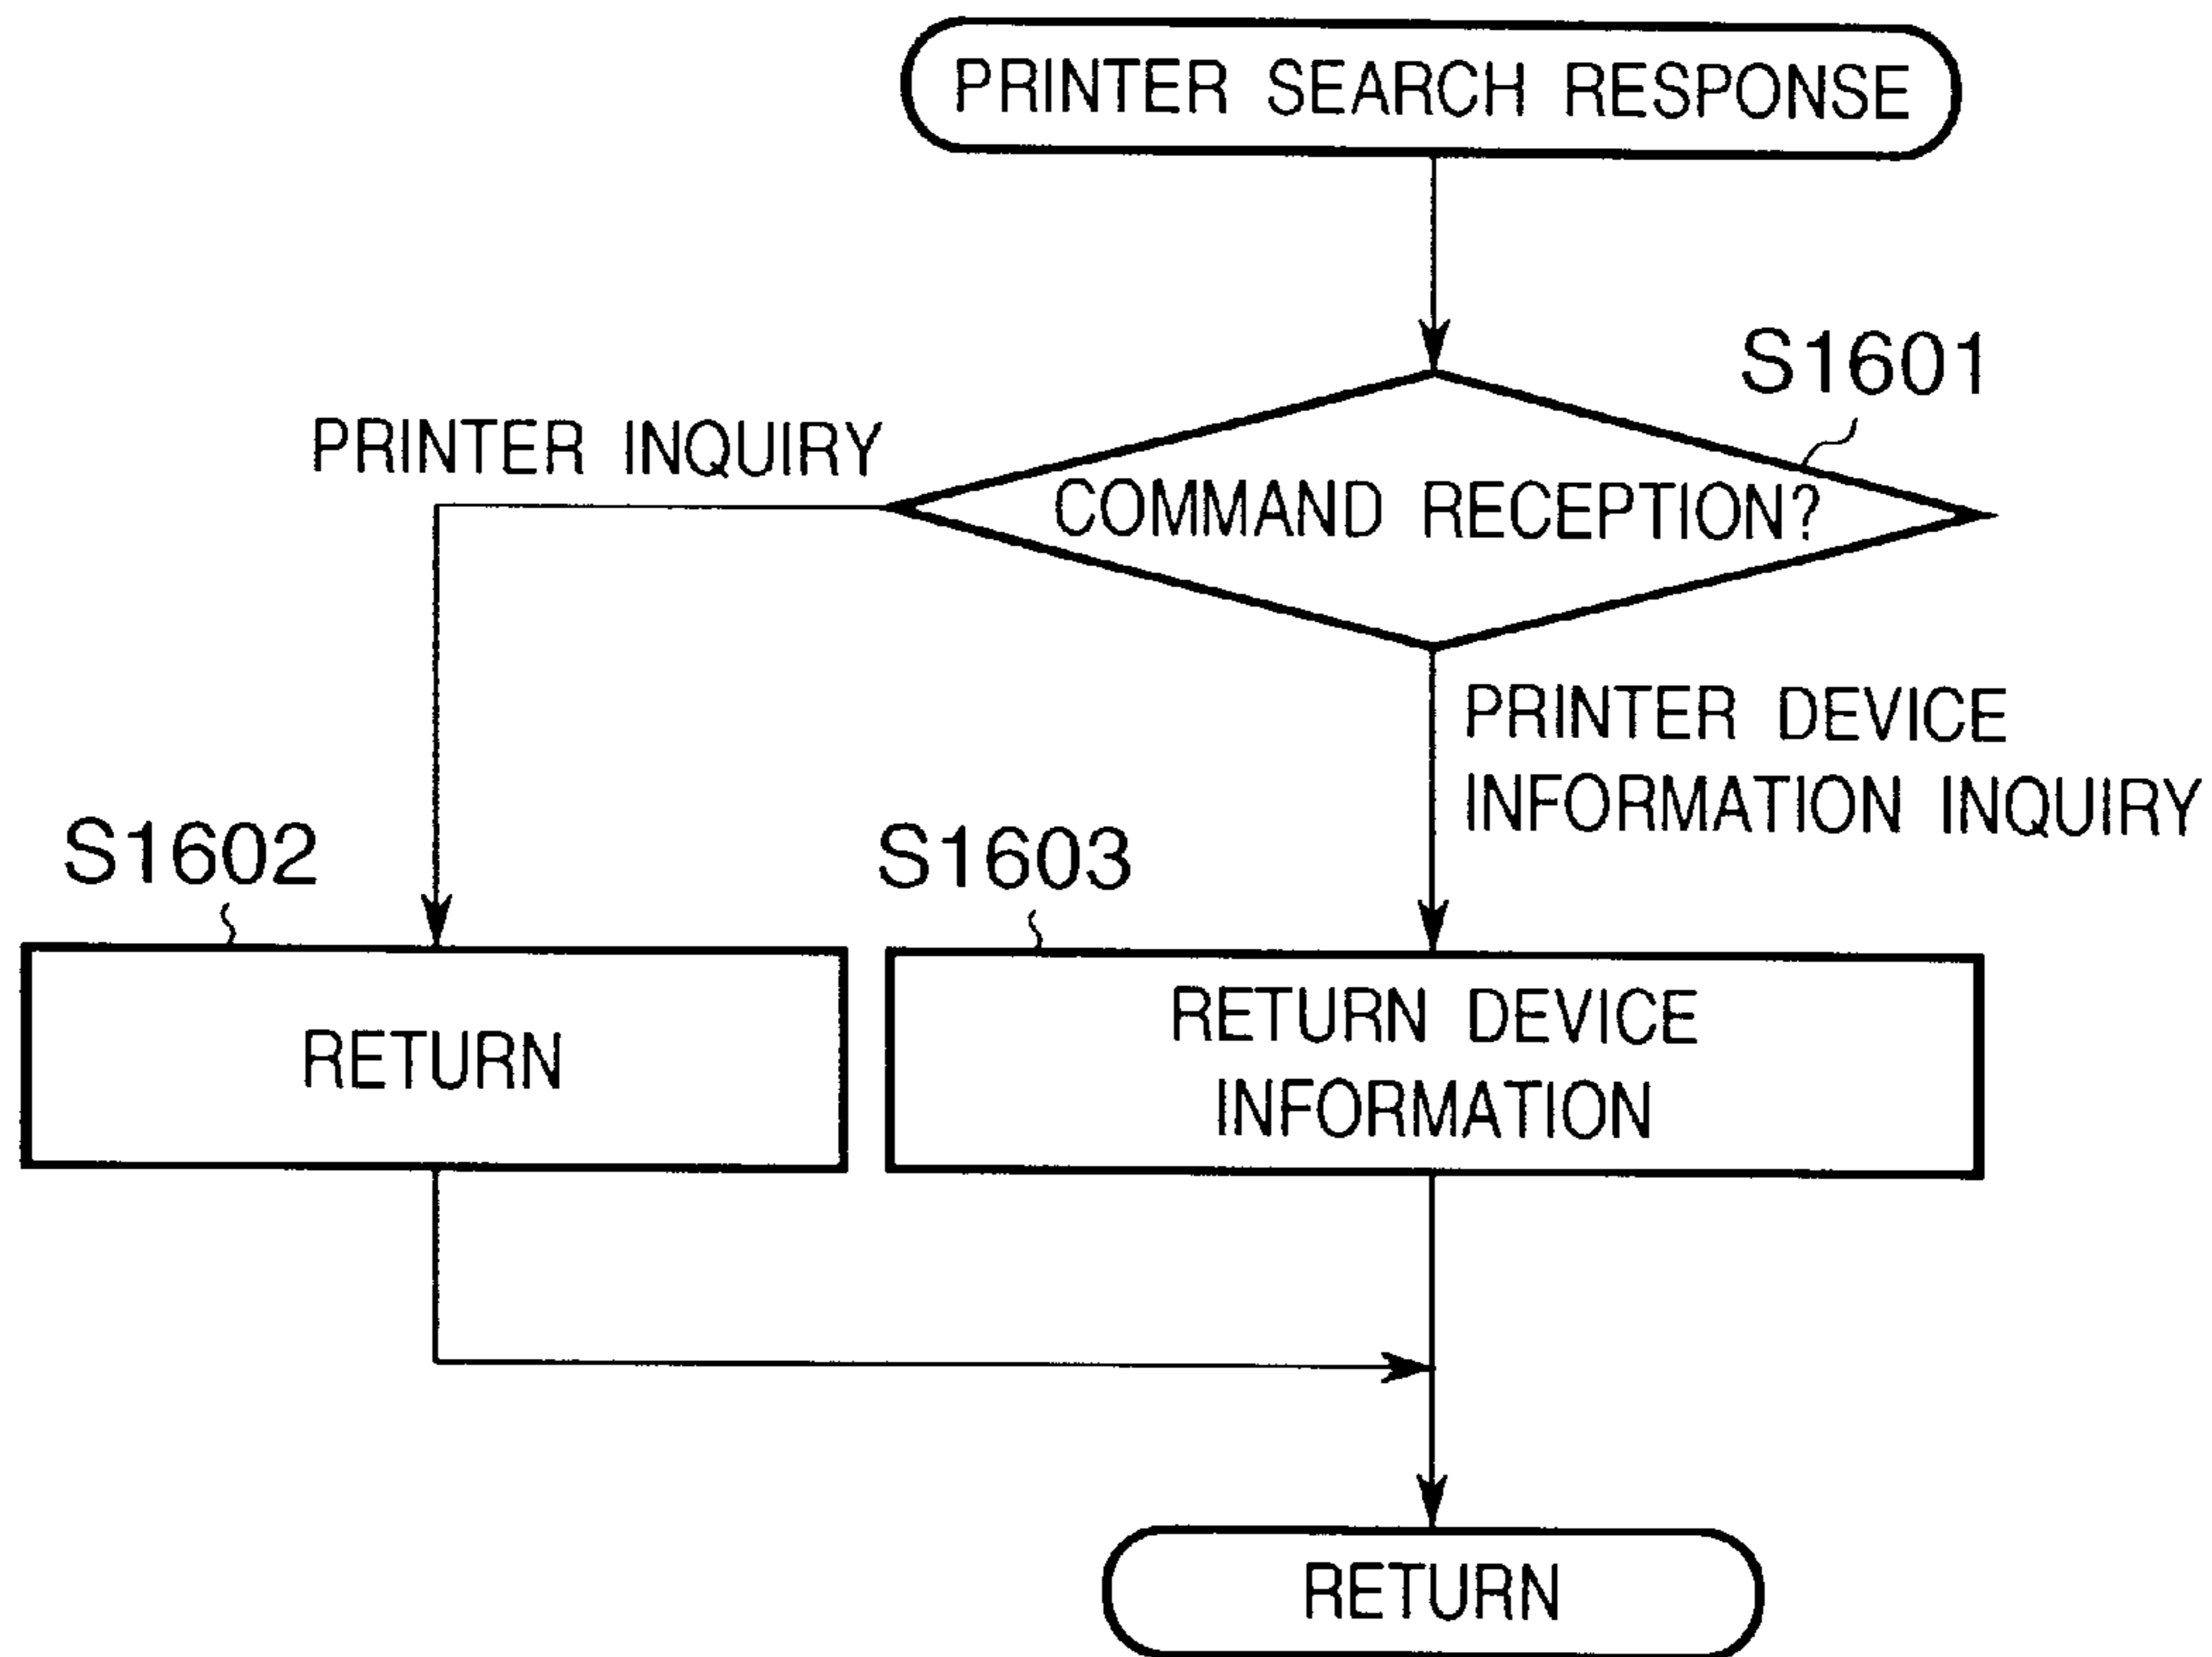 PRINTER SEARCH RESPONSE
S1601
PRINTER INQUIRY
COMMAND RECEPTION?
PRINTER DEVICE
INFORMATION INQUIRY
S1602
S1603
RETURN
RETURN DEVICE
INFORMATION
RETURN